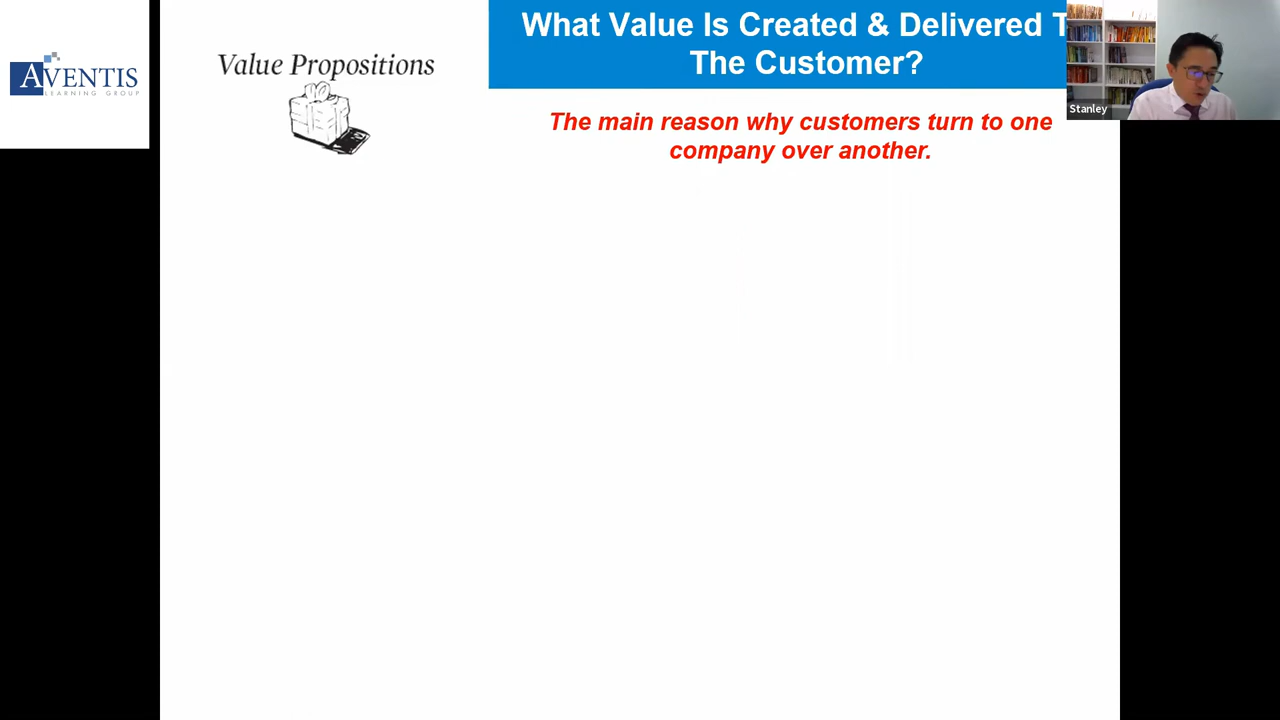 AVENTIS
LEARNING GROUP
Value Propositions
What Value Is Created & Delivered T
The Customer?
The main reason why customers turn to one
company over another.
Stanley